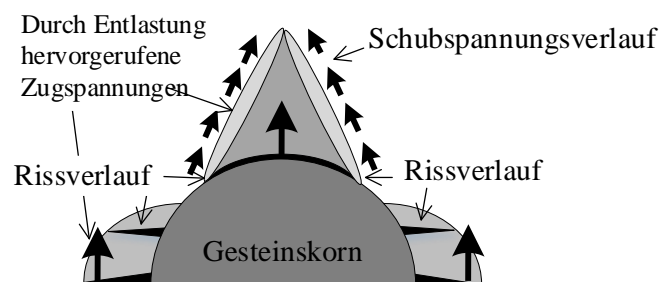 Durch Entlastung
hervorgerufene
Zugspannungen
Schubspannungsverlauf
Rissverlauf
Rissverlauf
Gesteinskorn